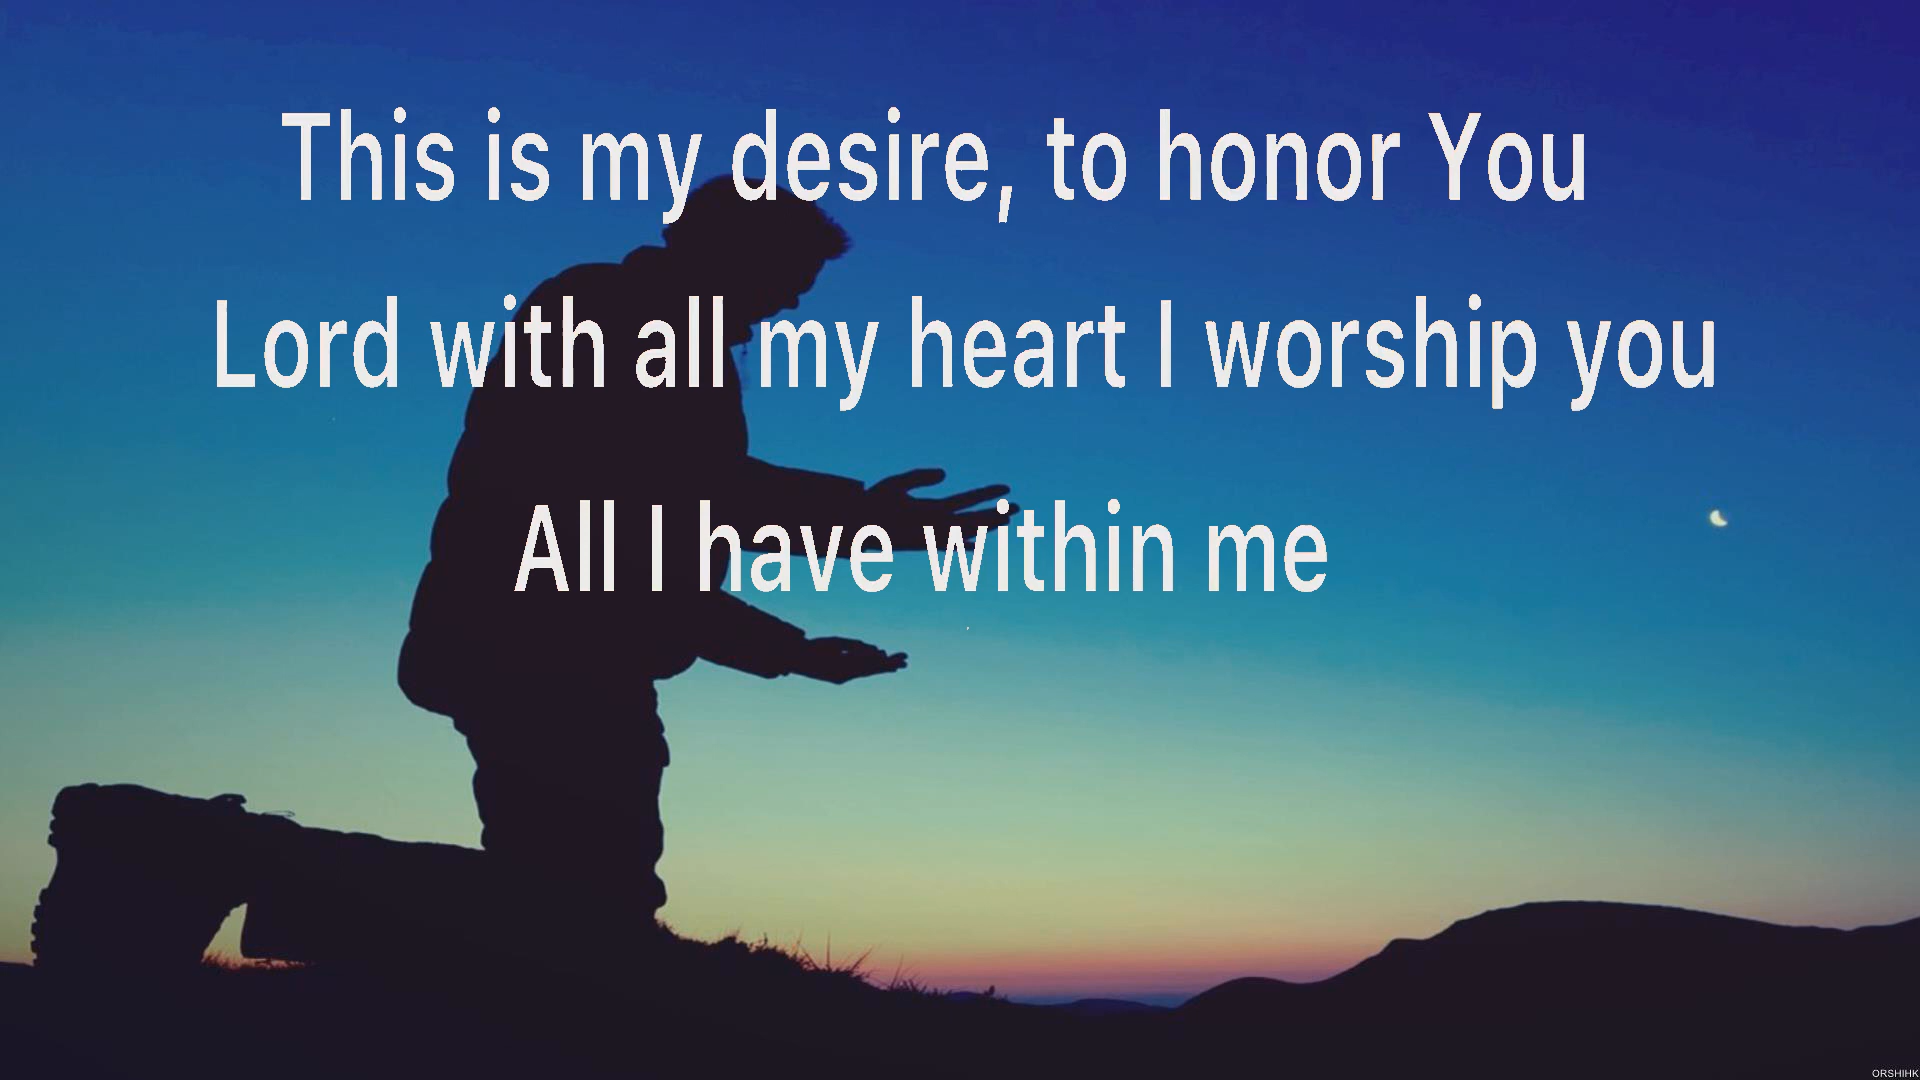 This is my desire, to honor You
Lord with all my heart I worship you
All I have within me
ORSHIHK